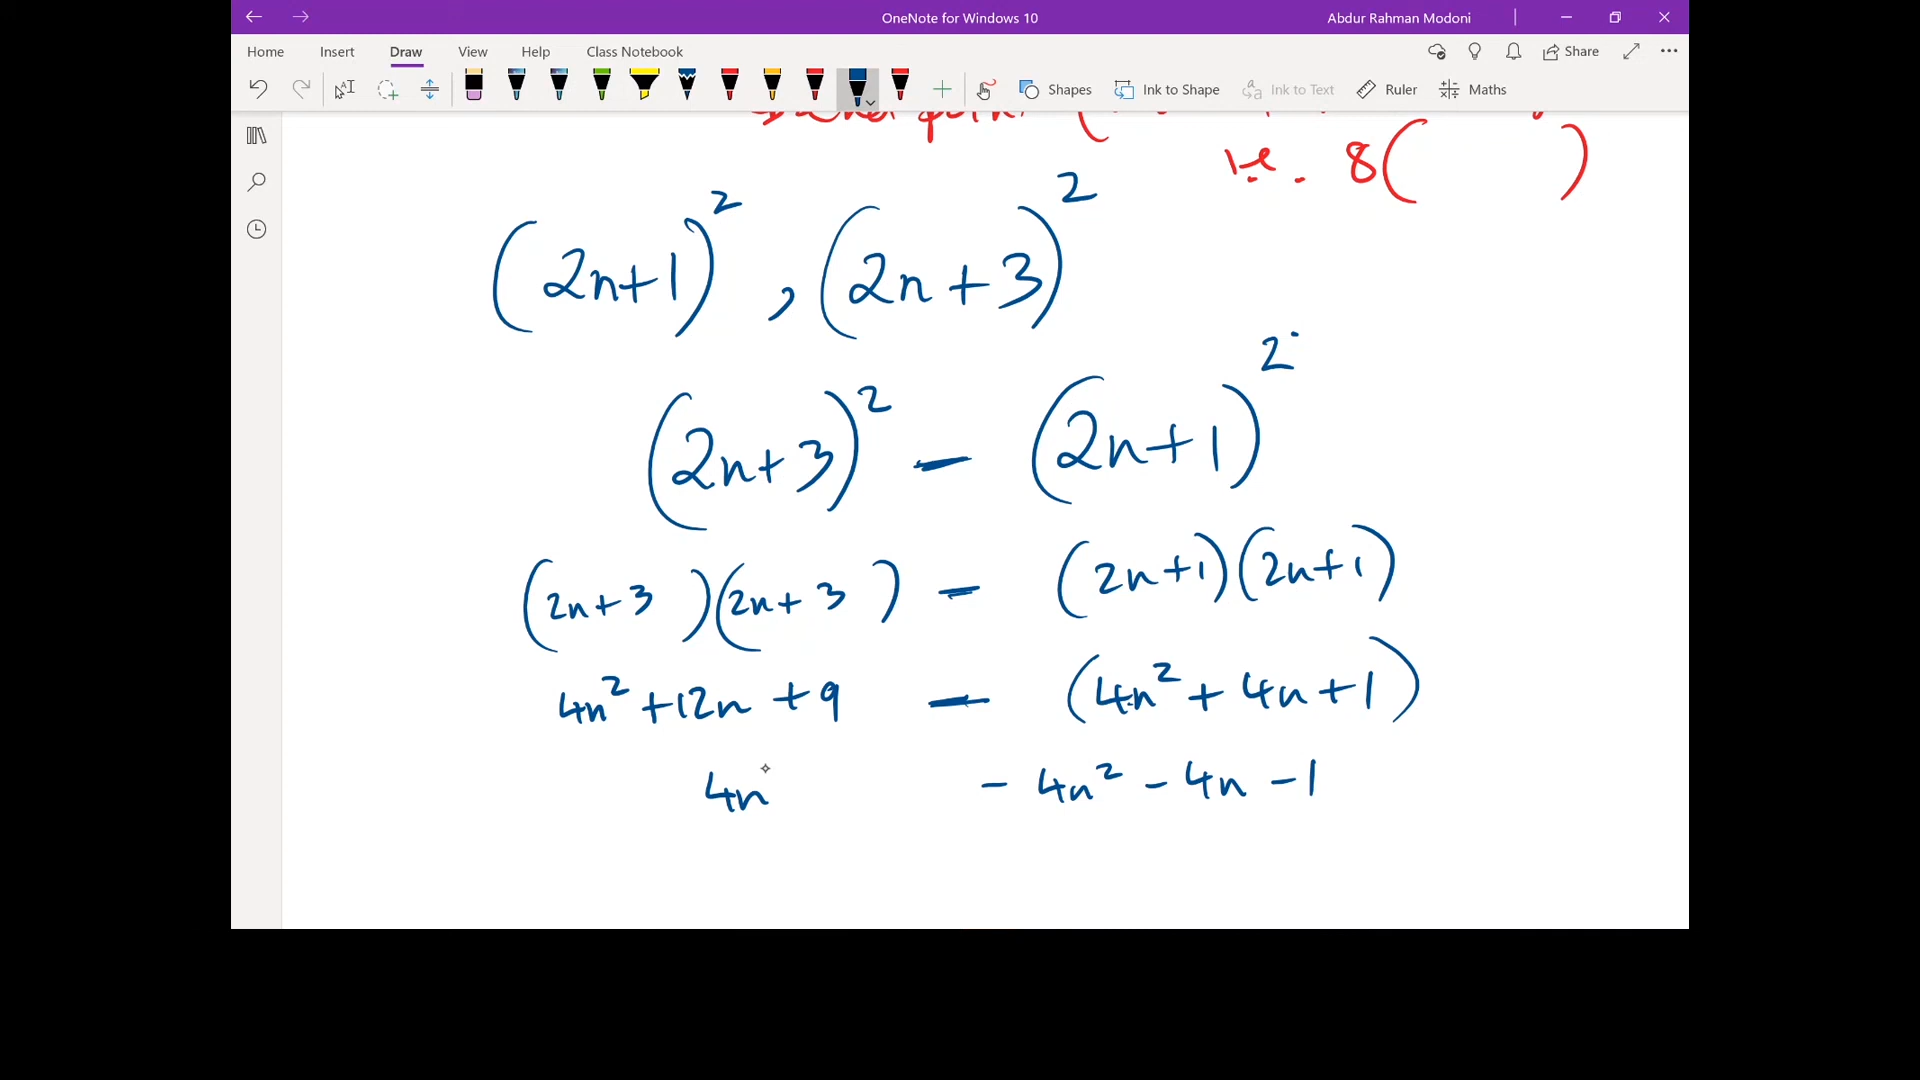 OneNote for Windows 10 Abdur Rahman Modoni
Home Insert Draw View Help Class Notebook Share
Shapes Ink to Shape Ink to Text Ruler Maths
i.e. 8( )
(2n+1)², (2n+3)²
(2n+3)² - (2n+1)²
(2n+3)(2n+3) - (2n+1)(2n+1)
4n² +12n +9 - (4n² + 4n +1)
4n - 4n² - 4n -1